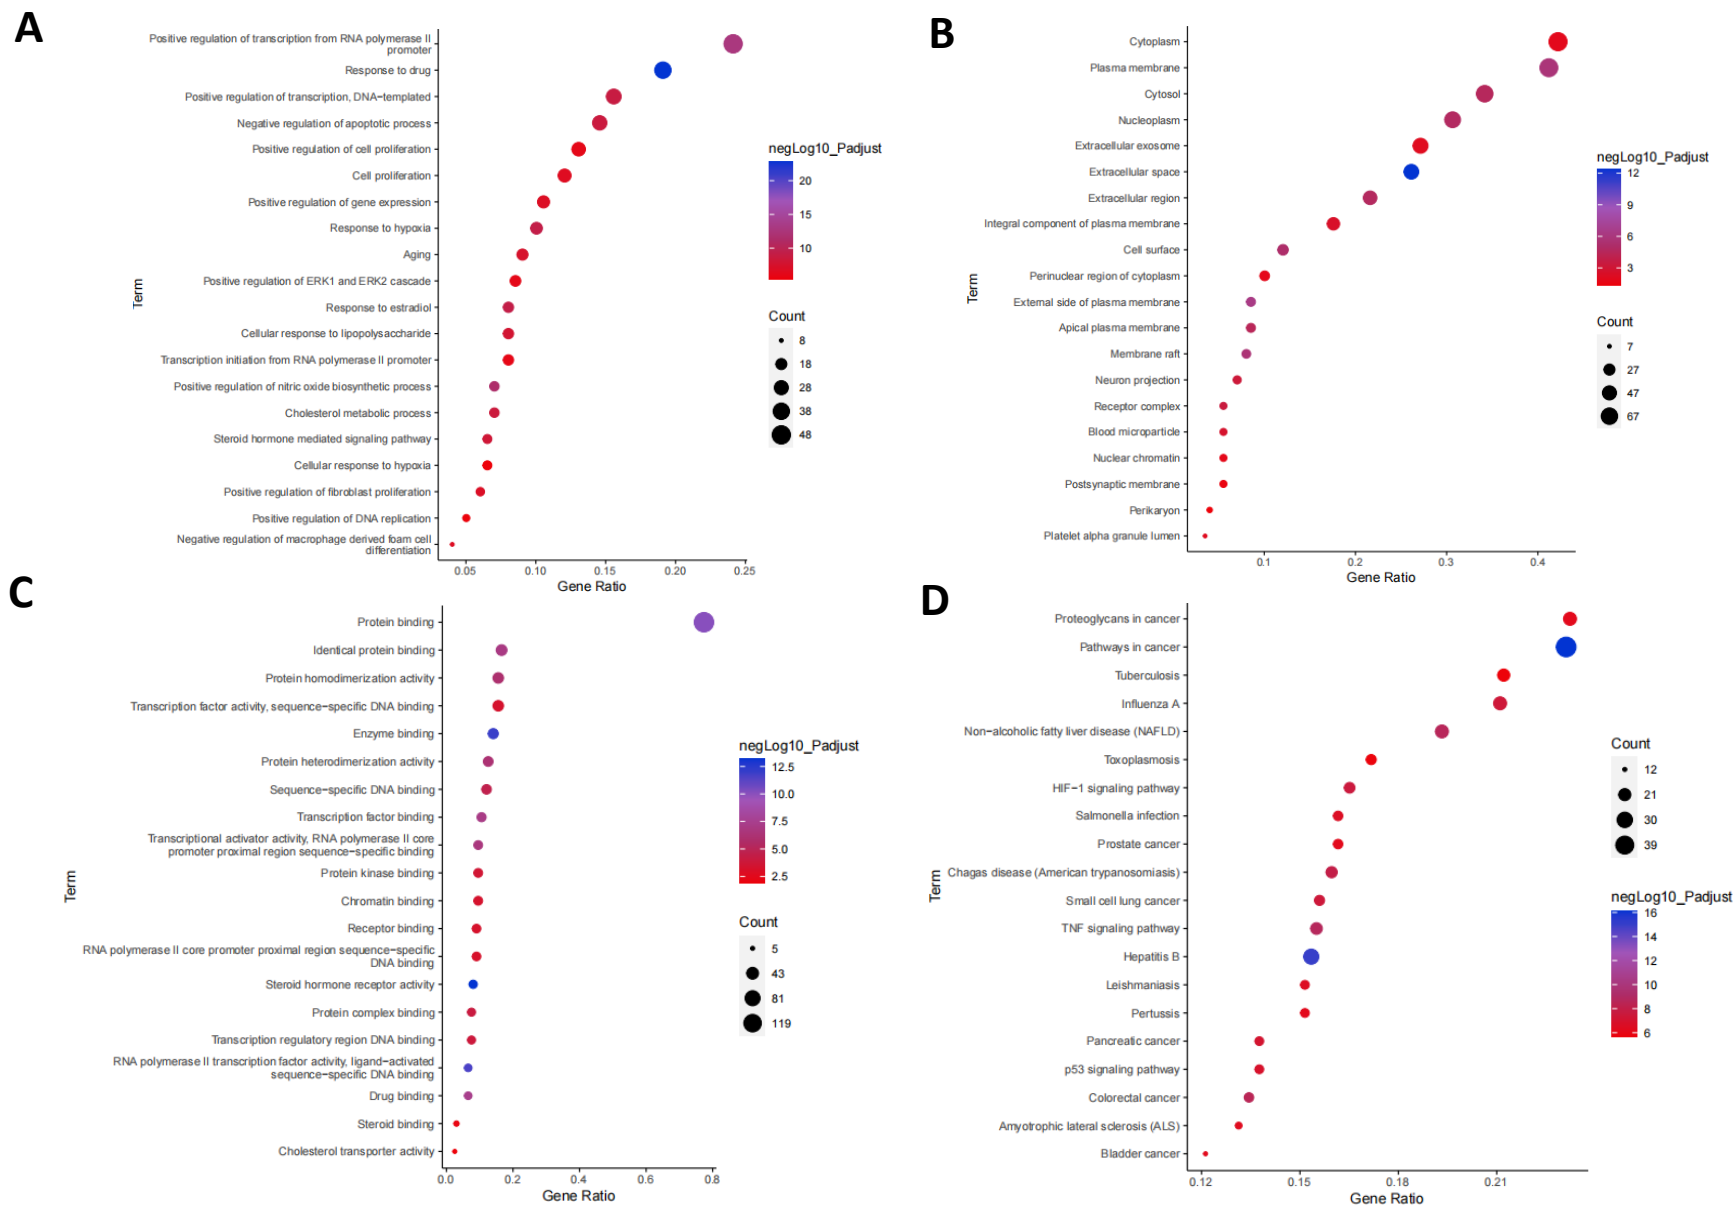 A
Positive regulation of transcription from RNA polymerase II
promoter
Response to drug
Positive regulation of transcription, DNA−templated
Negative regulation of apoptotic process
Positive regulation of cell proliferation
Cell proliferation
Positive regulation of gene expression
Response to hypoxia
Aging
Positive regulation of ERK1 and ERK2 cascade
Response to estradiol
Cellular response to lipopolysaccharide
Transcription initiation from RNA polymerase II promoter
Positive regulation of nitric oxide biosynthetic process
Cholesterol metabolic process
Steroid hormone mediated signaling pathway
Cellular response to hypoxia
Positive regulation of fibroblast proliferation
Positive regulation of DNA replication
Negative regulation of macrophage derived foam cell
differentiation
Term
0.05 0.10 0.15 0.20 0.25
Gene Ratio
negLog10_Padjust
20
15
10
Count
8
18
28
38
48
B
Cytoplasm
Plasma membrane
Cytosol
Nucleoplasm
Extracellular exosome
Extracellular space
Extracellular region
Integral component of plasma membrane
Cell surface
Perinuclear region of cytoplasm
External side of plasma membrane
Apical plasma membrane
Membrane raft
Neuron projection
Receptor complex
Blood microparticle
Nuclear chromatin
Postsynaptic membrane
Perikaryon
Platelet alpha granule lumen
Term
0.1 0.2 0.3 0.4
Gene Ratio
negLog10_Padjust
12
9
6
3
Count
7
27
47
67
C
Protein binding
Identical protein binding
Protein homodimerization activity
Transcription factor activity, sequence−specific DNA binding
Enzyme binding
Protein heterodimerization activity
Sequence−specific DNA binding
Transcription factor binding
Transcriptional activator activity, RNA polymerase II core
promoter proximal region sequence−specific binding
Protein kinase binding
Chromatin binding
Receptor binding
RNA polymerase II core promoter proximal region sequence−specific
DNA binding
Steroid hormone receptor activity
Protein complex binding
Transcription regulatory region DNA binding
RNA polymerase II transcription factor activity, ligand−activated
sequence−specific DNA binding
Drug binding
Steroid binding
Cholesterol transporter activity
Term
0.0 0.2 0.4 0.6 0.8
Gene Ratio
negLog10_Padjust
12.5
10.0
7.5
5.0
2.5
Count
5
43
81
119
D
Proteoglycans in cancer
Pathways in cancer
Tuberculosis
Influenza A
Non−alcoholic fatty liver disease (NAFLD)
Toxoplasmosis
HIF−1 signaling pathway
Salmonella infection
Prostate cancer
Chagas disease (American trypanosomiasis)
Small cell lung cancer
TNF signaling pathway
Hepatitis B
Leishmaniasis
Pertussis
Pancreatic cancer
p53 signaling pathway
Colorectal cancer
Amyotrophic lateral sclerosis (ALS)
Bladder cancer
Term
0.12 0.15 0.18 0.21
Gene Ratio
Count
12
21
30
39
negLog10_Padjust
16
14
12
10
8
6